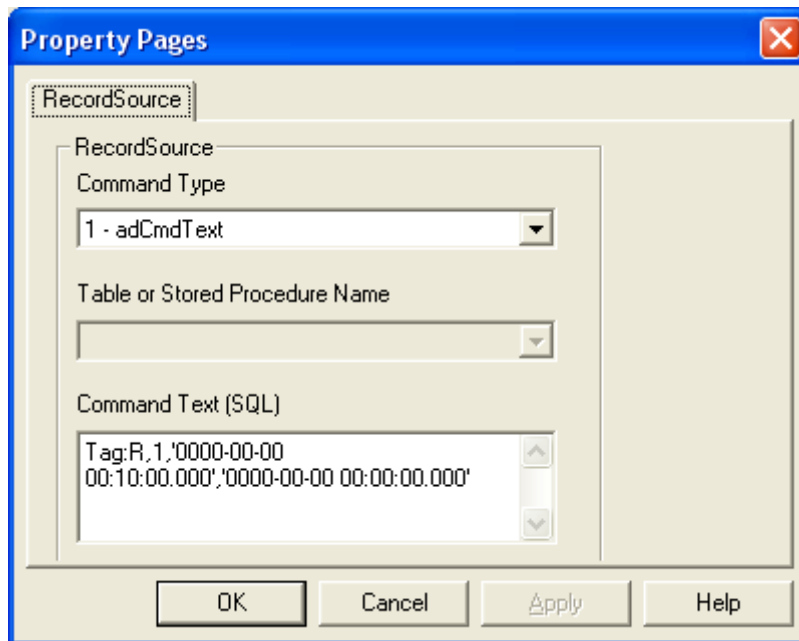 Property Pages
RecordSource
RecordSource
Command Type
1 - adCmdText
Table or Stored Procedure Name
Command Text (SQL)
Tag:R,1,'0000-00-00
00:10:00.000','0000-00-00 00:00:00.000'
OK
Cancel
Apply
Help